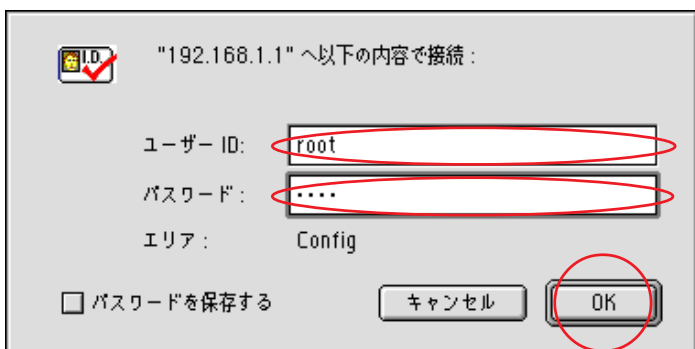 I.D.
"192.168.1.1" へ以下の内容で接続 :
ユーザー ID: root
パスワード : ••••
エリア : Config
パスワードを保存する キャンセル OK